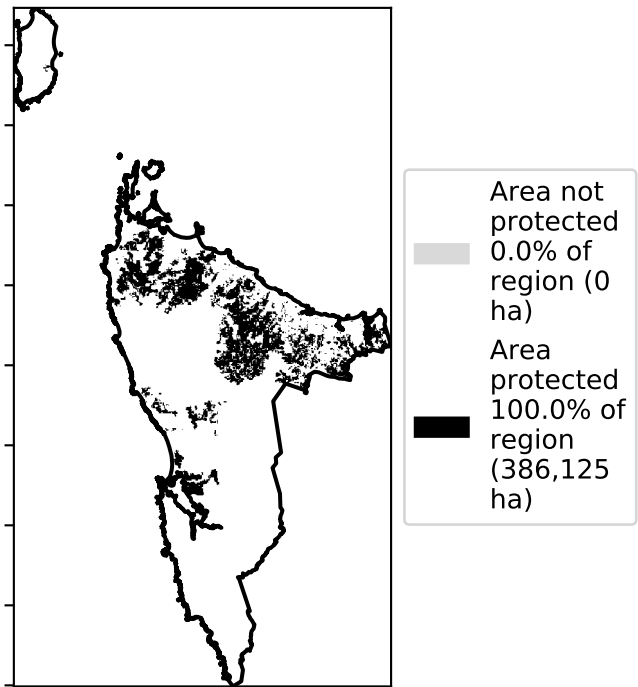 Area not
protected
0.0% of
region (0
ha)
Area
protected
100.0% of
region
(386,125
ha)